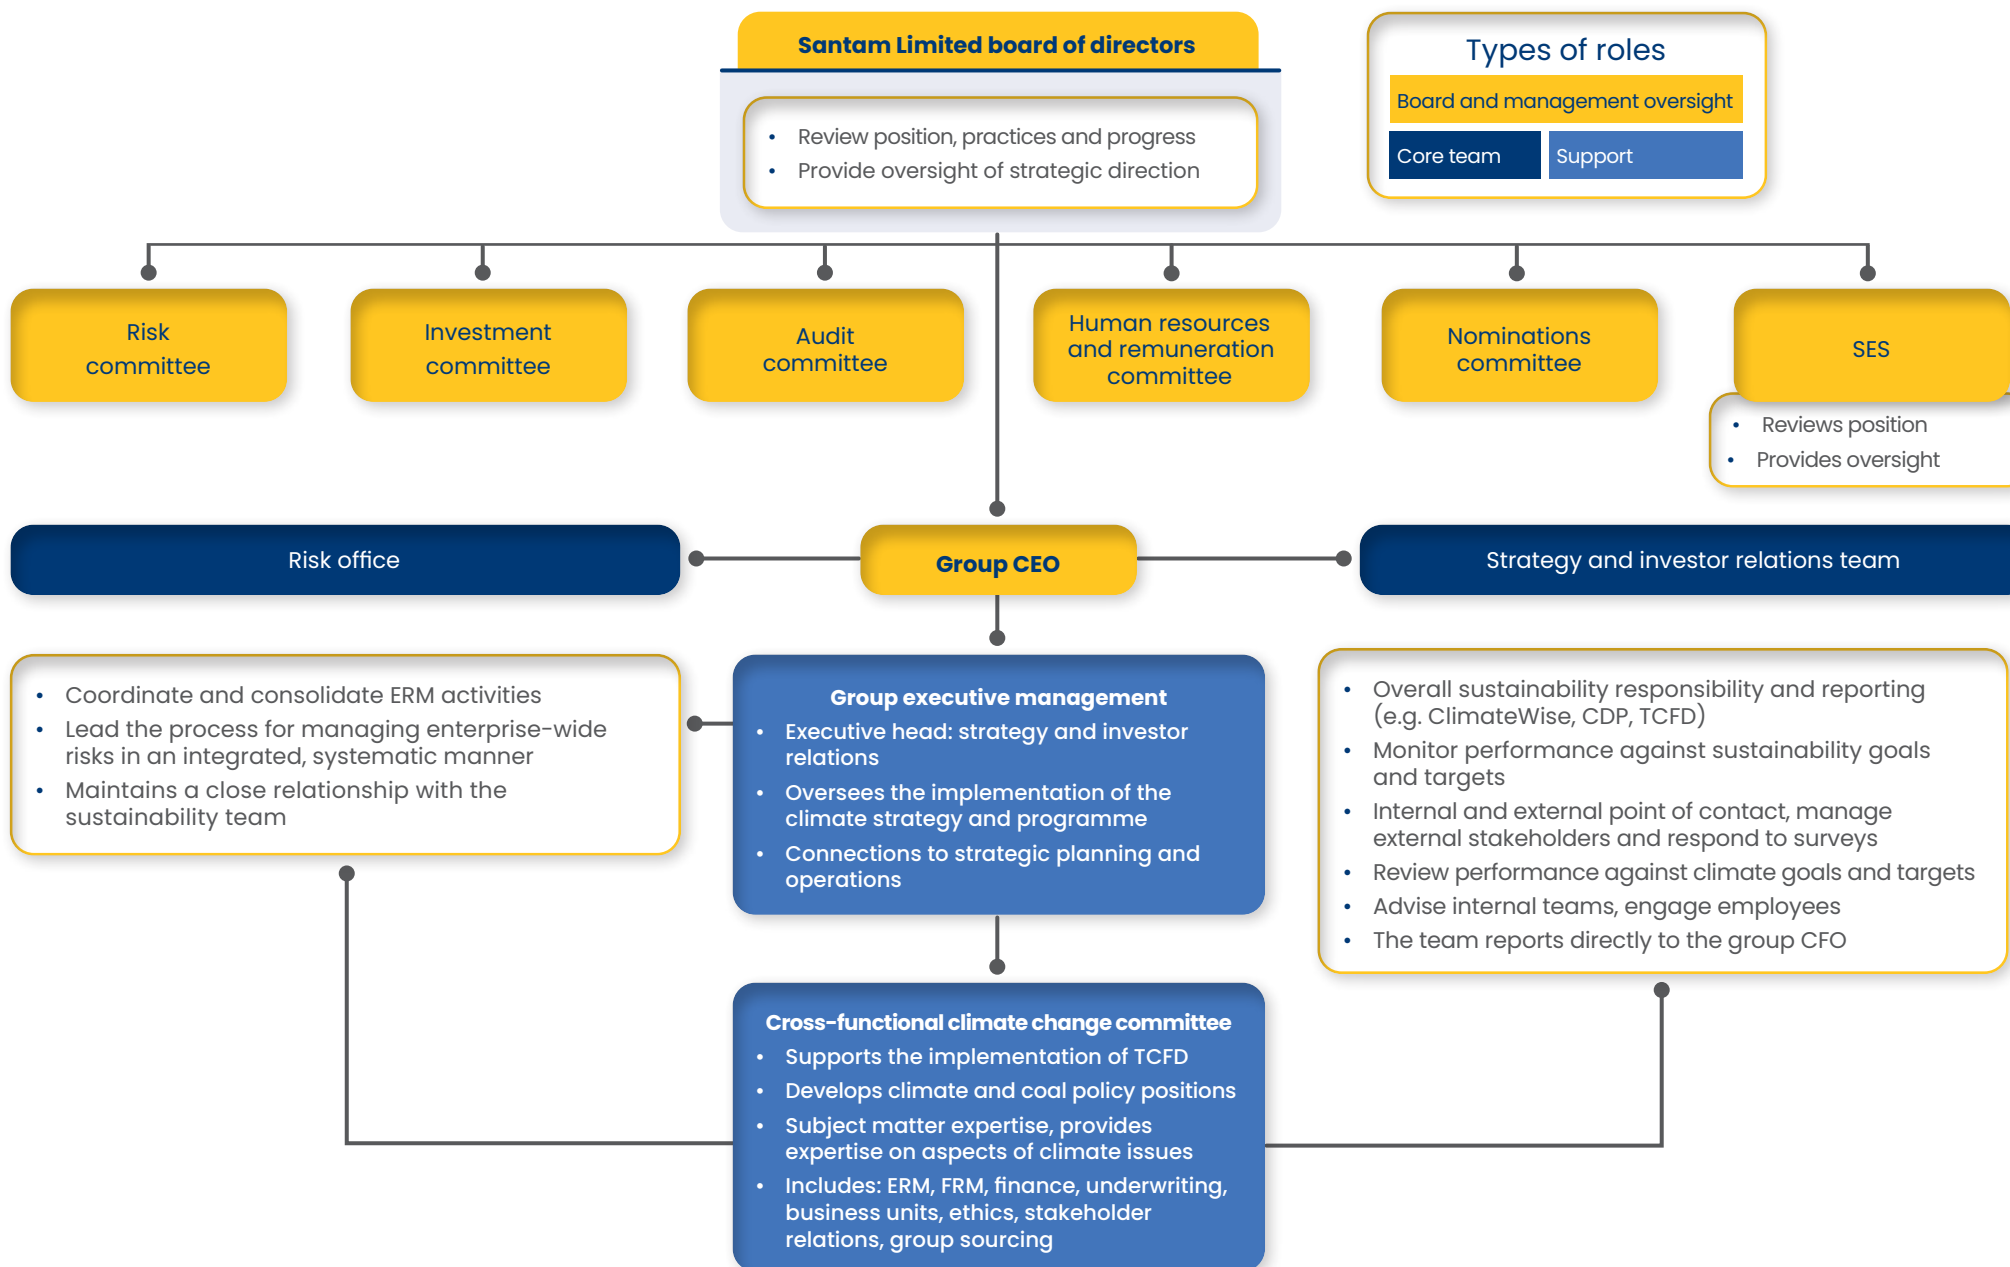 Santam Limited board of directors
• Review position, practices and progress
• Provide oversight of strategic direction
Types of roles
Board and management oversight
Core team
Support
Risk
committee
Investment
committee
Audit
committee
Human resources
and remuneration
committee
Nominations
committee
SES
• Reviews position
• Provides oversight
Risk office
Group CEO
Strategy and investor relations team
• Coordinate and consolidate ERM activities
• Lead the process for managing enterprise-wide
risks in an integrated, systematic manner
• Maintains a close relationship with the
sustainability team
Group executive management
• Executive head: strategy and investor
relations
• Oversees the implementation of the
climate strategy and programme
• Connections to strategic planning and
operations
• Overall sustainability responsibility and reporting
(e.g. ClimateWise, CDP, TCFD)
• Monitor performance against sustainability goals
and targets
• Internal and external point of contact, manage
external stakeholders and respond to surveys
• Review performance against climate goals and targets
• Advise internal teams, engage employees
• The team reports directly to the group CFO
Cross-functional climate change committee
• Supports the implementation of TCFD
• Develops climate and coal policy positions
• Subject matter expertise, provides
expertise on aspects of climate issues
• Includes: ERM, FRM, finance, underwriting,
business units, ethics, stakeholder
relations, group sourcing